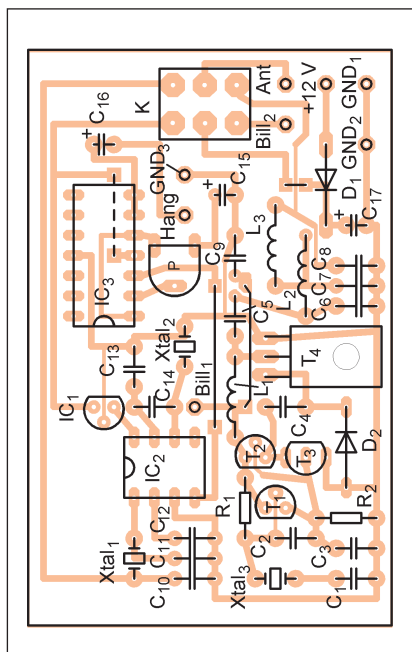 C16
K
Ant
+12 V
GND1
Bill2
GND2
GND3
C15
D1
C17
Hang
IC3
P
C9
L3
L2
C8
C7
C6
C5
Xtal2
C13
C14
Bill1
L1
T4
IC1
IC2
C4
D2
T2
T3
T1
R1
R2
C12
C11
C10
Xtal1
C2
C3
Xtal3
C1
+
+
+